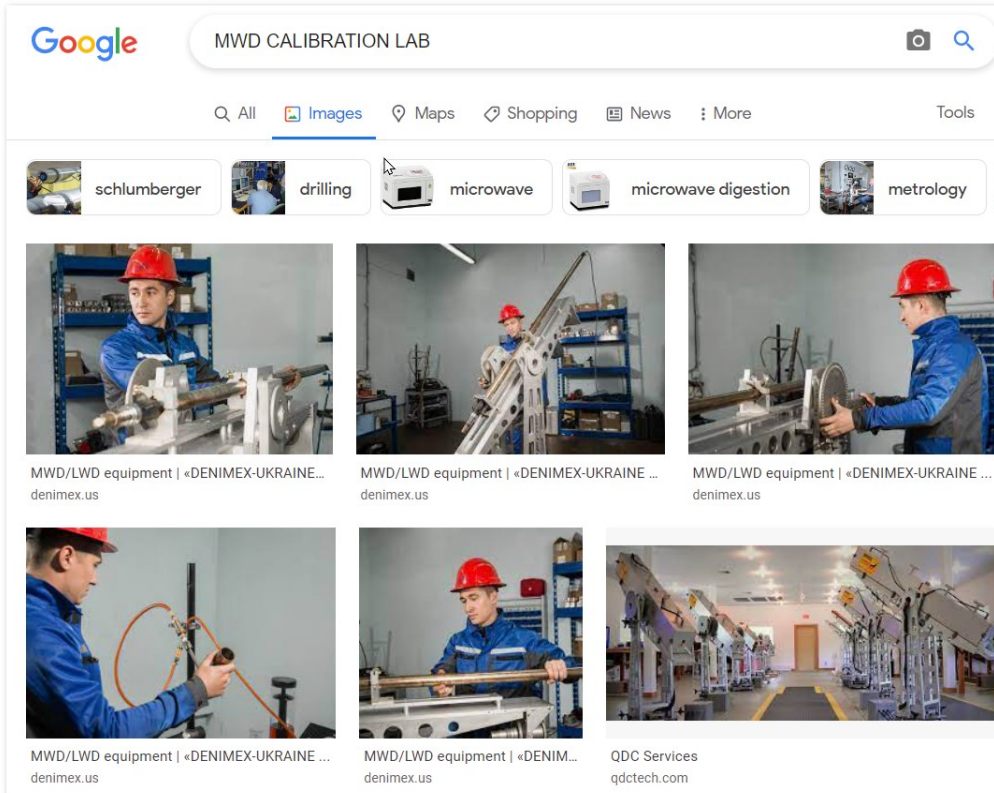 Google
MWD CALIBRATION LAB
All Images Maps Shopping News More Tools
schlumberger drilling microwave microwave digestion metrology
MWD/LWD equipment | «DENIMEX-UKRAINE... MWD/LWD equipment | «DENIMEX-UKRAINE ... MWD/LWD equipment | «DENIMEX-UKRAINE ...
denimex.us denimex.us denimex.us
MWD/LWD equipment | «DENIMEX-UKRAINE ... MWD/LWD equipment | «DENIM... QDC Services
denimex.us denimex.us qdctech.com